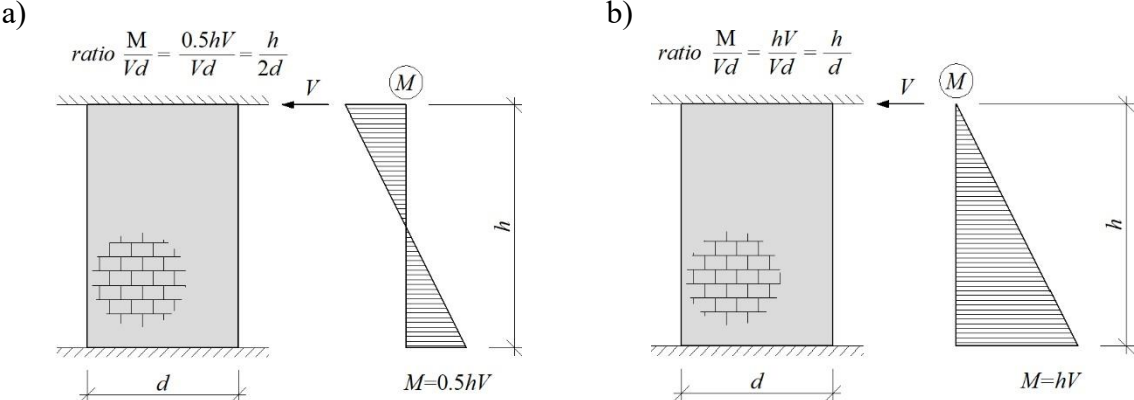 a)
ratio M/Vd = 0.5hV/Vd = h/2d
V
M
h
d
M=0.5hV
b)
ratio M/Vd = hV/Vd = h/d
V
M
h
d
M=hV